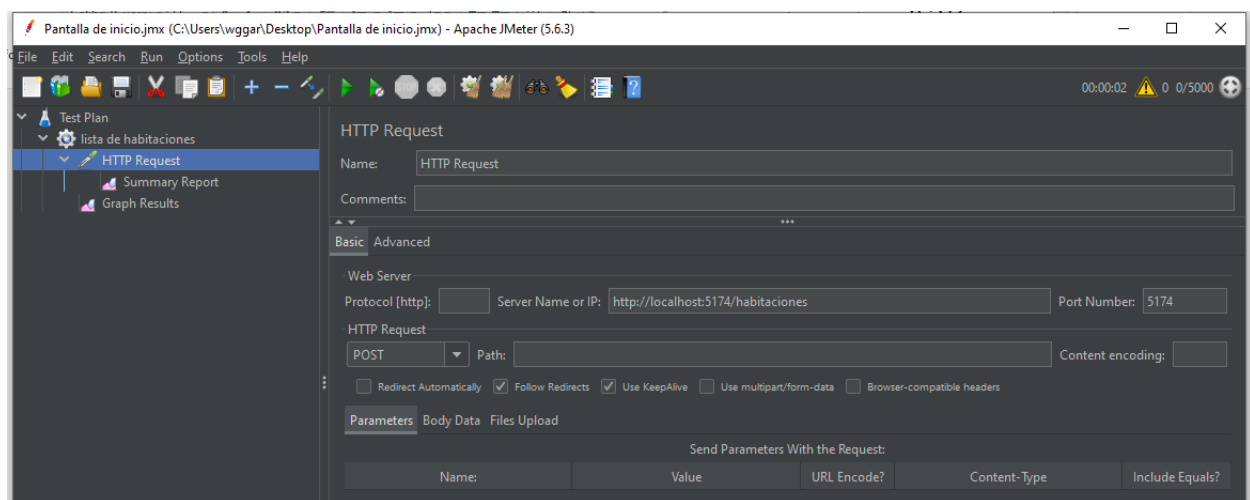 Pantalla de inicio.jmx (C:\Users\wggar\Desktop\Pantalla de inicio.jmx) - Apache JMeter (5.6.3)
File Edit Search Run Options Tools Help
STOP
00:00:02 0 0/5000
Test Plan
lista de habitaciones
HTTP Request
Summary Report
Graph Results
HTTP Request
Name: HTTP Request
Comments:
Basic Advanced
Web Server
Protocol [http]: Server Name or IP: http://localhost:5174/habitaciones Port Number: 5174
HTTP Request
POST Path: Content encoding:
Redirect Automatically Follow Redirects Use KeepAlive Use multipart/form-data Browser-compatible headers
Parameters Body Data Files Upload
Send Parameters With the Request:
Name: Value URL Encode? Content-Type Include Equals?